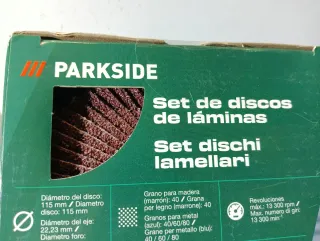 PARKSIDE
Set de discos
de láminas
Set dischi
lamellari
Diámetro del disco:
115 mm / Diametro
disco: 115 mm
Diámetro del eje:
22,23 mm /
Diametro foro:
Grano para madera
(marrón): 40 / Grana
per legno (marrone): 40
Grano para metal
(azul): 40/60/80 /
Grane per metallo (blu):
40 / 60 / 80
Revoluciones
máx.: 13 300 rpm /
Max. numero di giri:
13 300 min